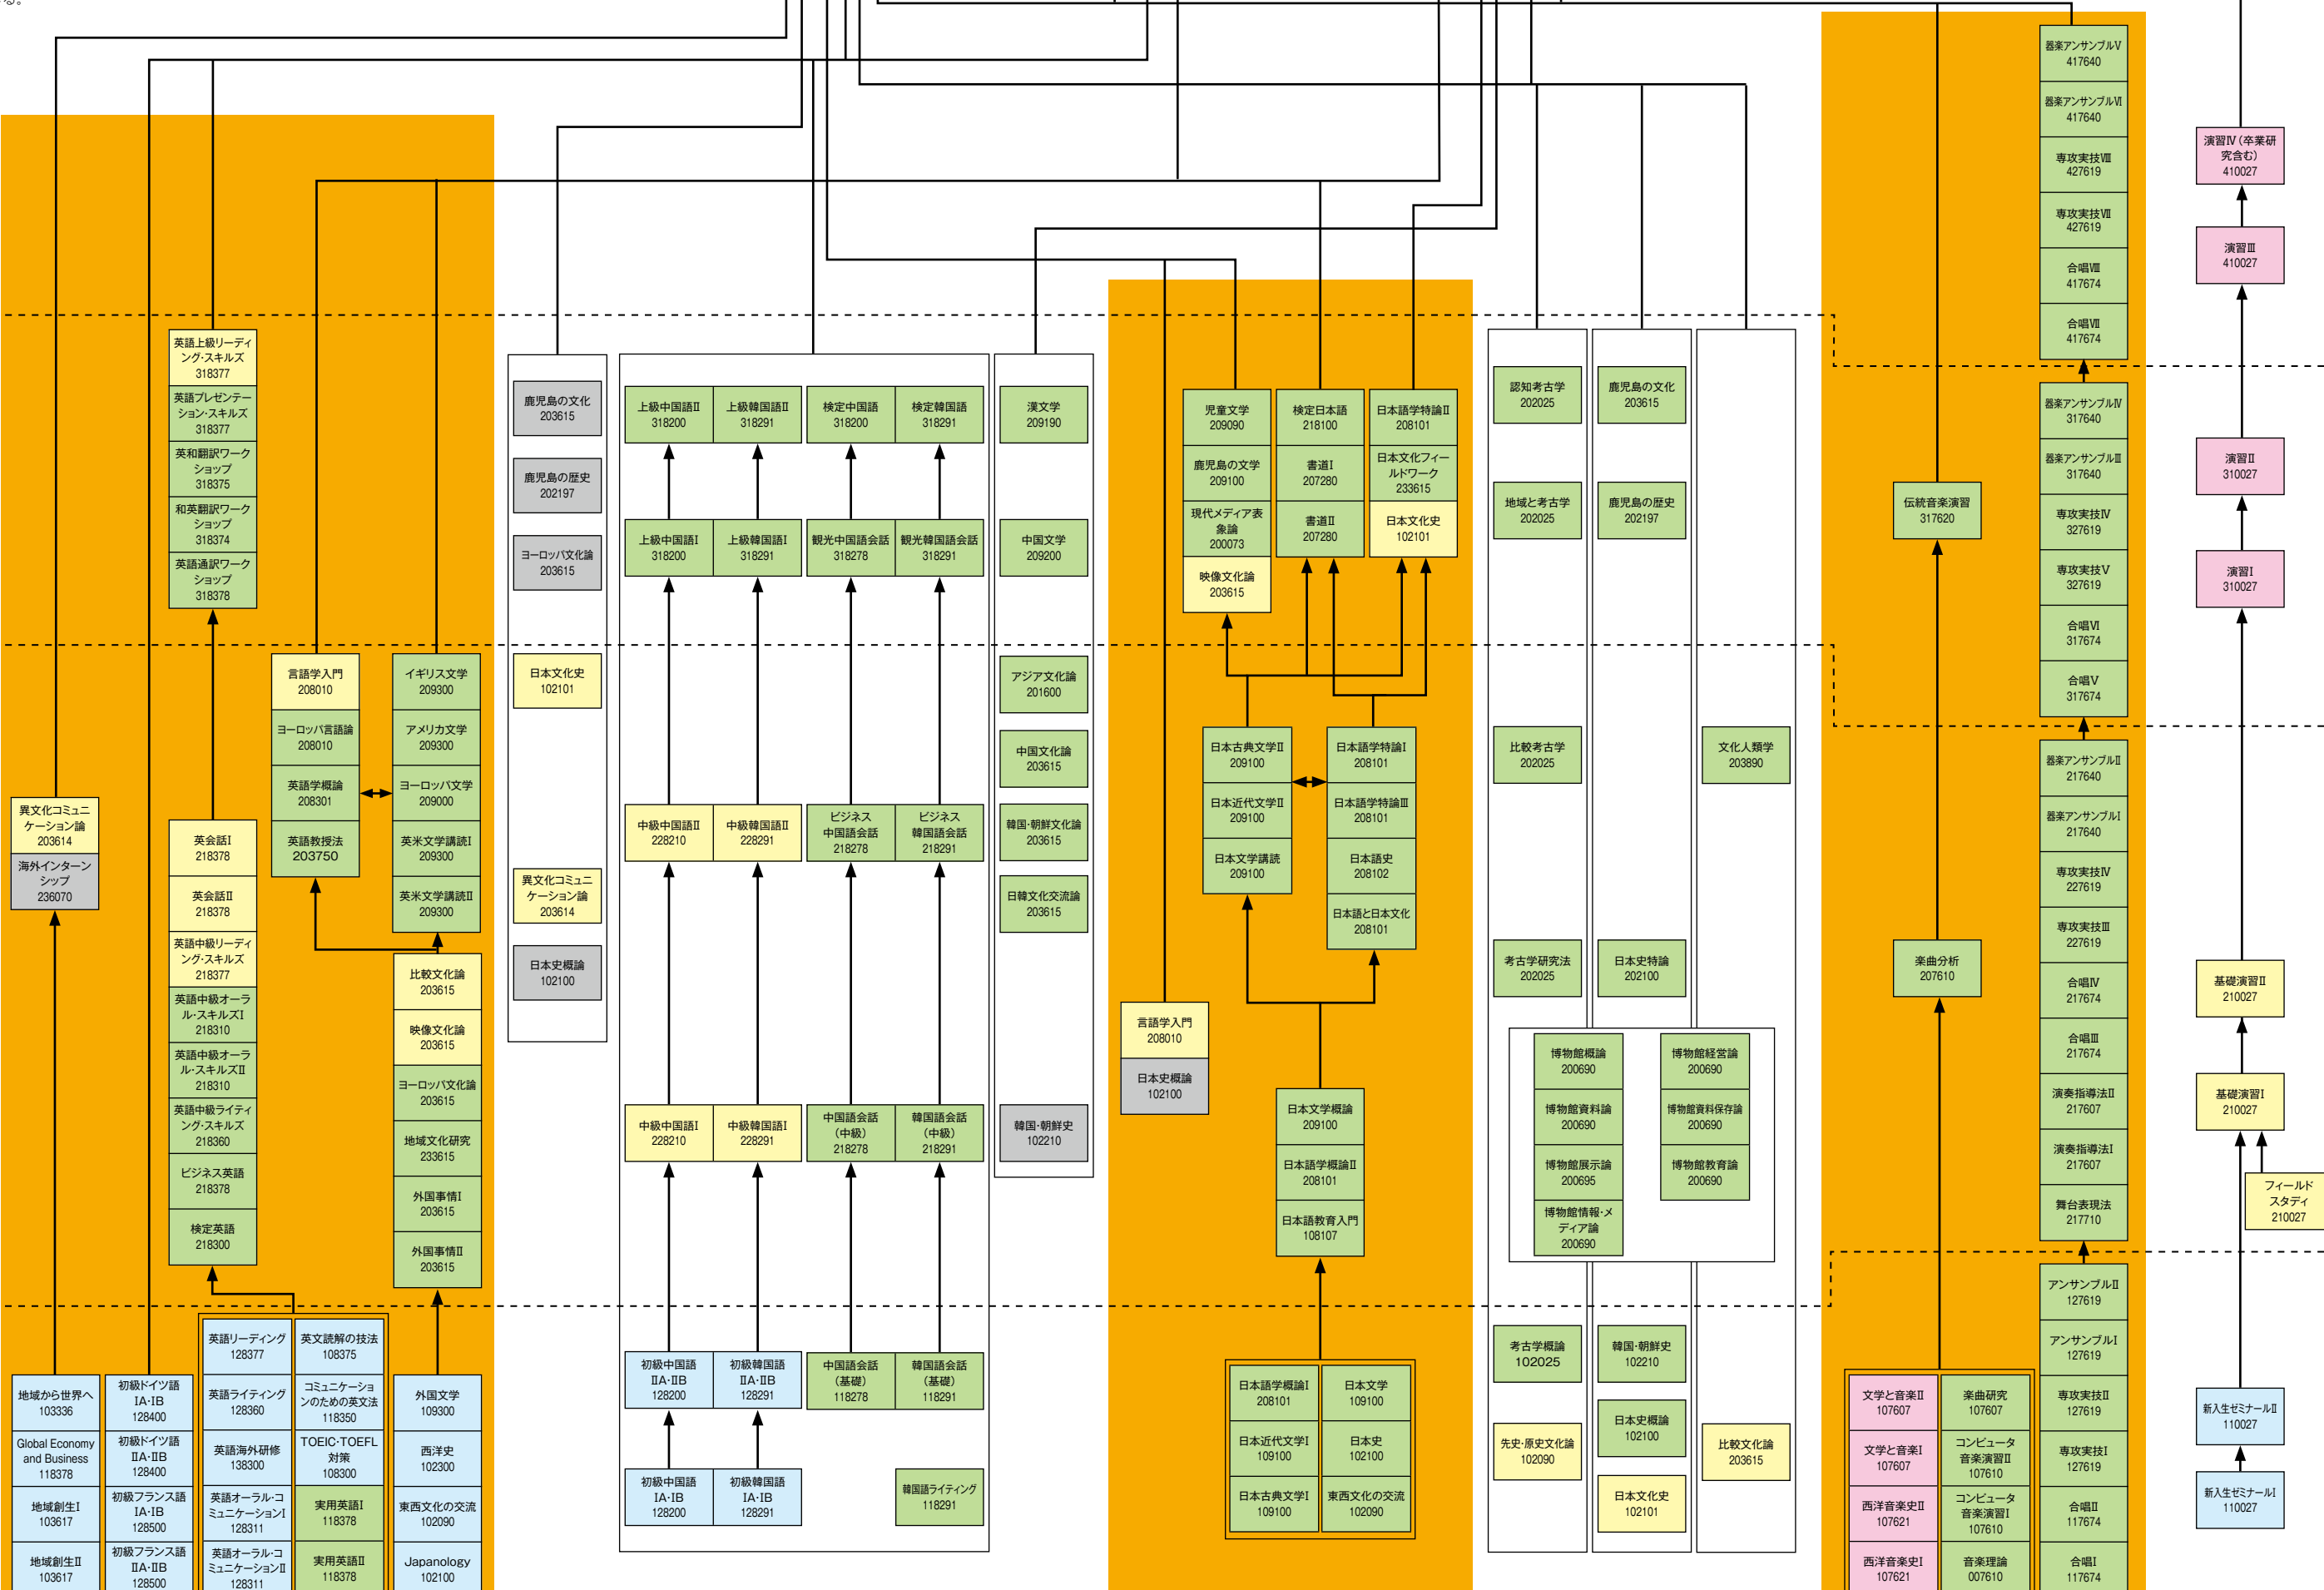 る。
異文化コミュニ
ケーション論
203614
海外インターン
シップ
236070
地域から世界へ
103336
Global Economy
and Business
118378
地域創生I
103617
地域創生II
103617
初級ドイツ語
IA·IB
128400
初級ドイツ語
IIA·IIB
128400
初級フランス語
IA·IB
128500
初級フランス語
IIA·IIB
128500
英語上級リーディ
ング·スキルズ
318377
英語プレゼンテー
ション·スキルズ
318377
英和翻訳ワーク
ショップ
318375
和英翻訳ワーク
ショップ
318374
英語通訳ワーク
ショップ
318378
英会話I
218378
英会話II
218378
英語中級リーディ
ング·スキルズ
218377
英語中級オーラ
ル·スキルズI
218310
英語中級オーラ
ル·スキルズII
218310
英語中級ライティ
ング·スキルズ
218360
ビジネス英語
218378
検定英語
218300
英語リーディング
128377
英語ライティング
128360
英語海外研修
138300
英語オーラル·コ
ミュニケーションI
128311
英語オーラル·コ
ミュニケーションII
128311
英文読解の技法
108375
コミュニケーショ
ンのための英文法
118350
TOEIC·TOEFL
対策
108300
実用英語I
118378
実用英語II
118378
言語学入門
208010
ヨーロッパ言語論
208010
英語学概論
208301
英語教授法
203750
イギリス文学
209300
アメリカ文学
209300
ヨーロッパ文学
209000
英米文学講読I
209300
英米文学講読II
209300
比較文化論
203615
映像文化論
203615
ヨーロッパ文化論
203615
地域文化研究
233615
外国事情I
203615
外国事情II
203615
外国文学
109300
西洋史
102300
東西文化の交流
102090
Japanology
102100
鹿児島の文化
203615
鹿児島の歴史
202197
ヨーロッパ文化論
203615
日本文化史
102101
異文化コミュニ
ケーション論
203614
日本史概論
102100
上級中国語II
318200
上級韓国語II
318291
検定中国語
318200
検定韓国語
318291
上級中国語I
318200
上級韓国語I
318291
観光中国語会話
318278
観光韓国語会話
318291
中級中国語II
228210
中級韓国語II
228291
ビジネス
中国語会話
218278
ビジネス
韓国語会話
218291
中級中国語I
228210
中級韓国語I
228291
中国語会話
（中級）
218278
韓国語会話
（中級）
218291
初級中国語
IIA·IIB
128200
初級韓国語
IIA·IIB
128291
中国語会話
（基礎）
118278
韓国語会話
（基礎）
118291
初級中国語
IA·IB
128200
初級韓国語
IA·IB
128291
韓国語ライティング
118291
漢文学
209190
中国文学
209200
アジア文化論
201600
中国文化論
203615
韓国·朝鮮文化論
203615
日韓文化交流論
203615
韓国·朝鮮史
102210
児童文学
209090
鹿児島の文学
209100
現代メディア表
象論
200073
映像文化論
203615
検定日本語
218100
書道I
207280
書道II
207280
日本語学特論II
208101
日本文化フィー
ルドワーク
233615
日本文化史
102101
日本古典文学II
209100
日本近代文学II
209100
日本文学講読
209100
日本語学特論I
208101
日本語学特論III
208101
日本語史
208102
日本語と日本文化
208101
言語学入門
208010
日本史概論
102100
日本文学概論
209100
日本語学概論II
208101
日本語教育入門
108107
日本語学概論I
208101
日本近代文学I
109100
日本古典文学I
109100
日本文学
109100
日本史
102100
東西文化の交流
102090
認知考古学
202025
地域と考古学
202025
比較考古学
202025
考古学研究法
202025
鹿児島の文化
203615
鹿児島の歴史
202197
日本史特論
202100
文化人類学
203890
博物館概論
200690
博物館資料論
200690
博物館展示論
200695
博物館情報·メ
ディア論
200690
博物館経営論
200690
博物館資料保存論
200690
博物館教育論
200690
考古学概論
102025
先史·原史文化論
102090
韓国·朝鮮史
102210
日本史概論
102100
日本文化史
102101
比較文化論
203615
伝統音楽演習
317620
楽曲分析
207610
文学と音楽II
107607
文学と音楽I
107607
西洋音楽史II
107621
西洋音楽史I
107621
楽曲研究
107607
コンピュータ
音楽演習II
107610
コンピュータ
音楽演習I
107610
音楽理論
007610
器楽アンサンブルV
417640
器楽アンサンブルVI
417640
専攻実技VIII
427619
専攻実技VII
427619
合唱VIII
417674
合唱VII
417674
器楽アンサンブルIV
317640
器楽アンサンブルIII
317640
専攻実技IV
327619
専攻実技V
327619
合唱VI
317674
合唱V
317674
器楽アンサンブルII
217640
器楽アンサンブルI
217640
専攻実技IV
227619
専攻実技III
227619
合唱IV
217674
合唱III
217674
演奏指導法II
217607
演奏指導法I
217607
舞台表現法
217710
アンサンブルII
127619
アンサンブルI
127619
専攻実技II
127619
専攻実技I
127619
合唱II
117674
合唱I
117674
演習IV（卒業研
究含む）
410027
演習III
410027
演習II
310027
演習I
310027
基礎演習II
210027
基礎演習I
210027
フィールド
スタディ
210027
新入生ゼミナールII
110027
新入生ゼミナールI
110027